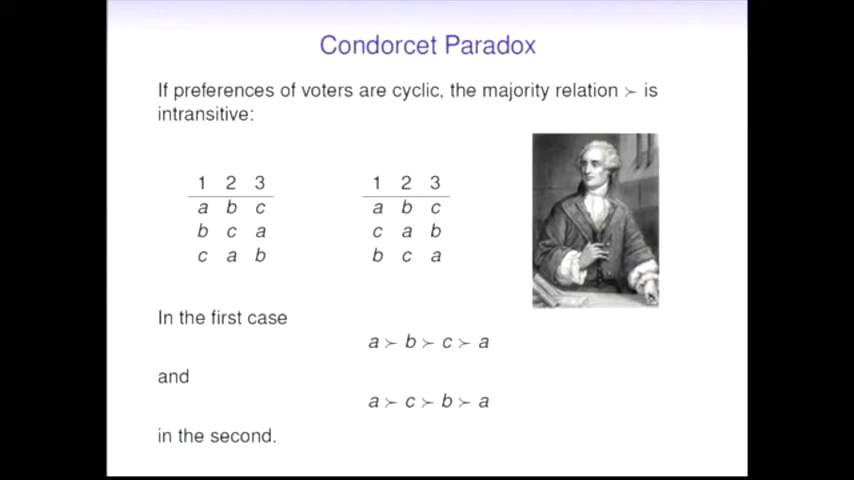 Condorcet Paradox
If preferences of voters are cyclic, the majority relation ≻ is
intransitive:
1 2 3
a b c
b c a
c a b
1 2 3
a b c
c a b
b c a
In the first case
a ≻ b ≻ c ≻ a
and
a ≻ c ≻ b ≻ a
in the second.